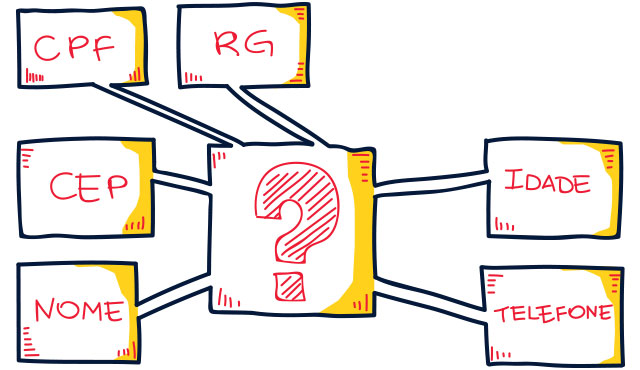 CPF
RG
CEP
?
IDADE
NOME
TELEFONE